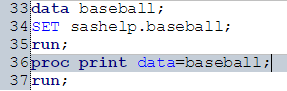 33 data baseball;
34 SET sashelp.baseball;
35 run;
36 proc print data=baseball;
37 run;